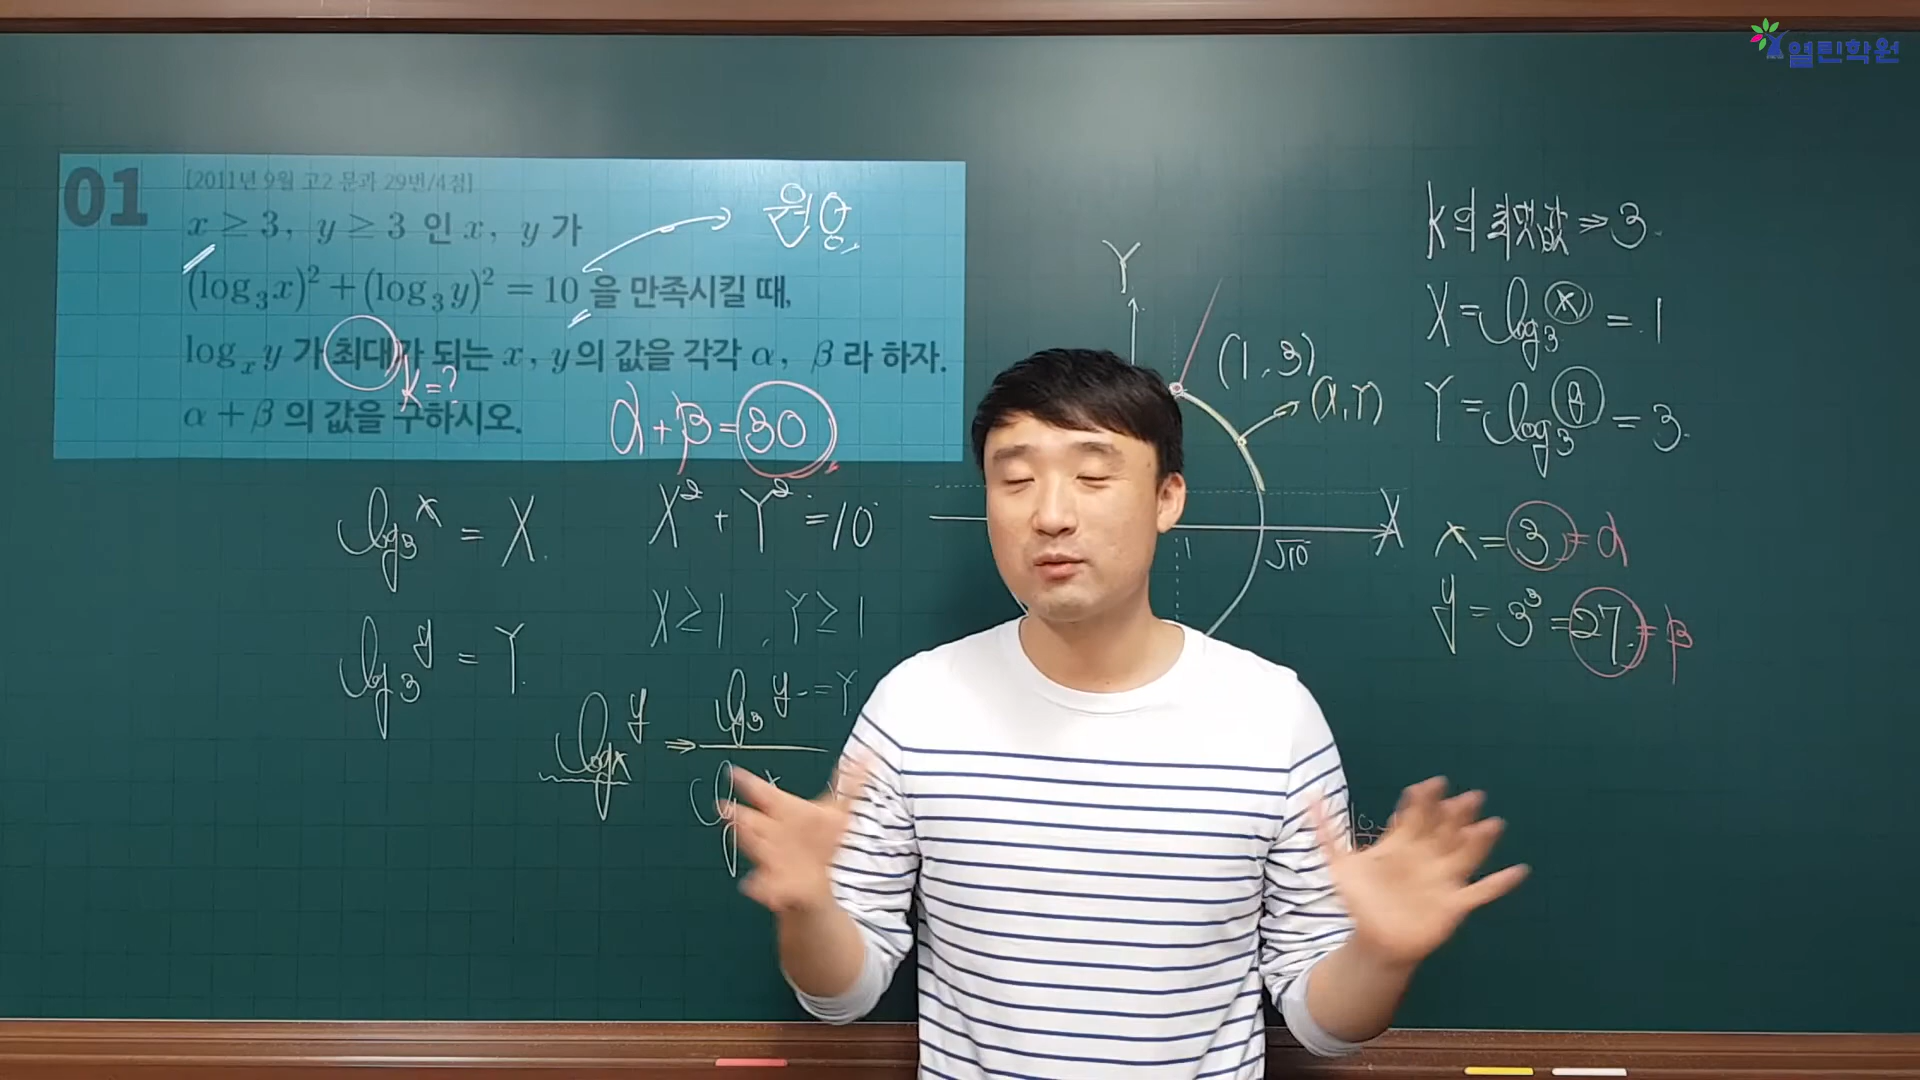 열린학원
01
[2011년 9월 고2 문과 29번/4점]
x ≥ 3, y ≥ 3 인 x, y 가
(log₃x)² + (log₃y)² = 10 을 만족시킬 때,
logₓy 가 최대가 되는 x, y의 값을 각각 α, β 라 하자.
α + β 의 값을 구하시오.
k=?
α+β=30
log₃x = X.
log₃y = Y.
X²+Y²=10
X≥1, Y≥1
logₓy ⇒ log₃y = Y
Y
(1, 3)
(X, Y)
X
1
√10
k의 최댓값 ⇒ 3.
X=log₃x = 1
Y=log₃y = 3.
x=3=α
y=3³=27=β